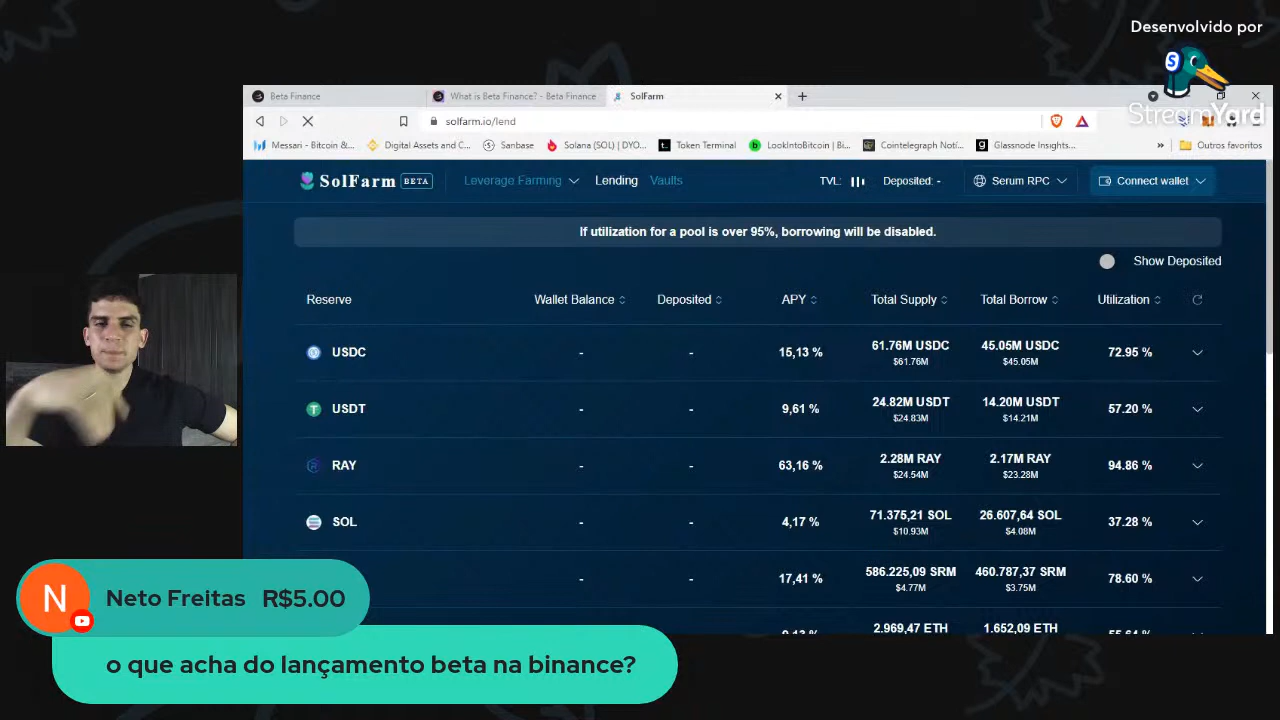 Desenvolvido por
StreamYard
Beta Finance
What is Beta Finance? - Beta Finance
SolFarm
solfarm.io/lend
Messari - Bitcoin &...
Digital Assets and C...
Sanbase
Solana (SOL) | DYO...
Token Terminal
LookIntoBitcoin | Bi...
Cointelegraph Notí...
Glassnode Insights...
»
Outros favoritos
SolFarm BETA
Leverage Farming
Lending
Vaults
TVL:
Deposited: -
Serum RPC
Connect wallet
If utilization for a pool is over 95%, borrowing will be disabled.
Show Deposited
Reserve Wallet Balance Deposited APY Total Supply Total Borrow Utilization
USDC - - 15,13 % 61.76M USDC 45.05M USDC 72.95 %
$61.76M $45.05M
USDT - - 9,61 % 24.82M USDT 14.20M USDT 57.20 %
$24.83M $14.21M
RAY - - 63,16 % 2.28M RAY 2.17M RAY 94.86 %
$24.54M $23.28M
SOL - - 4,17 % 71.375,21 SOL 26.607,64 SOL 37.28 %
$10.93M $4.08M
- - 17,41 % 586.225,09 SRM 460.787,37 SRM 78.60 %
$4.77M $3.75M
2.969,47 ETH 1.652,09 ETH
N
Neto Freitas R$5.00
o que acha do lançamento beta na binance?